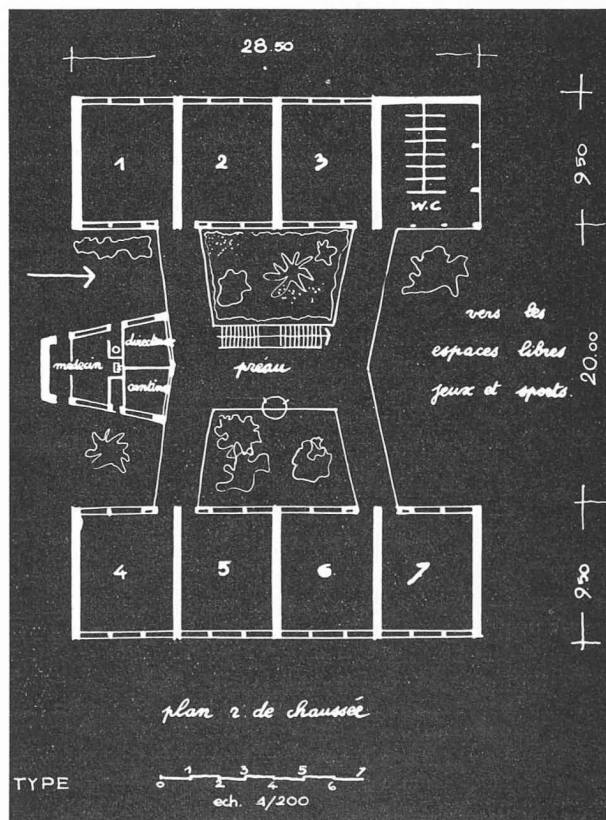 28.50
1
2
3
W.C
9 50
médecin
directeur
cantine
préau
vers les
espaces libres
jeux et sports.
20.00
4
5
6.
7
9 50
plan r. de chaussée
TYPE
0 1 2 3 4 5 6 7
ech. 1/200